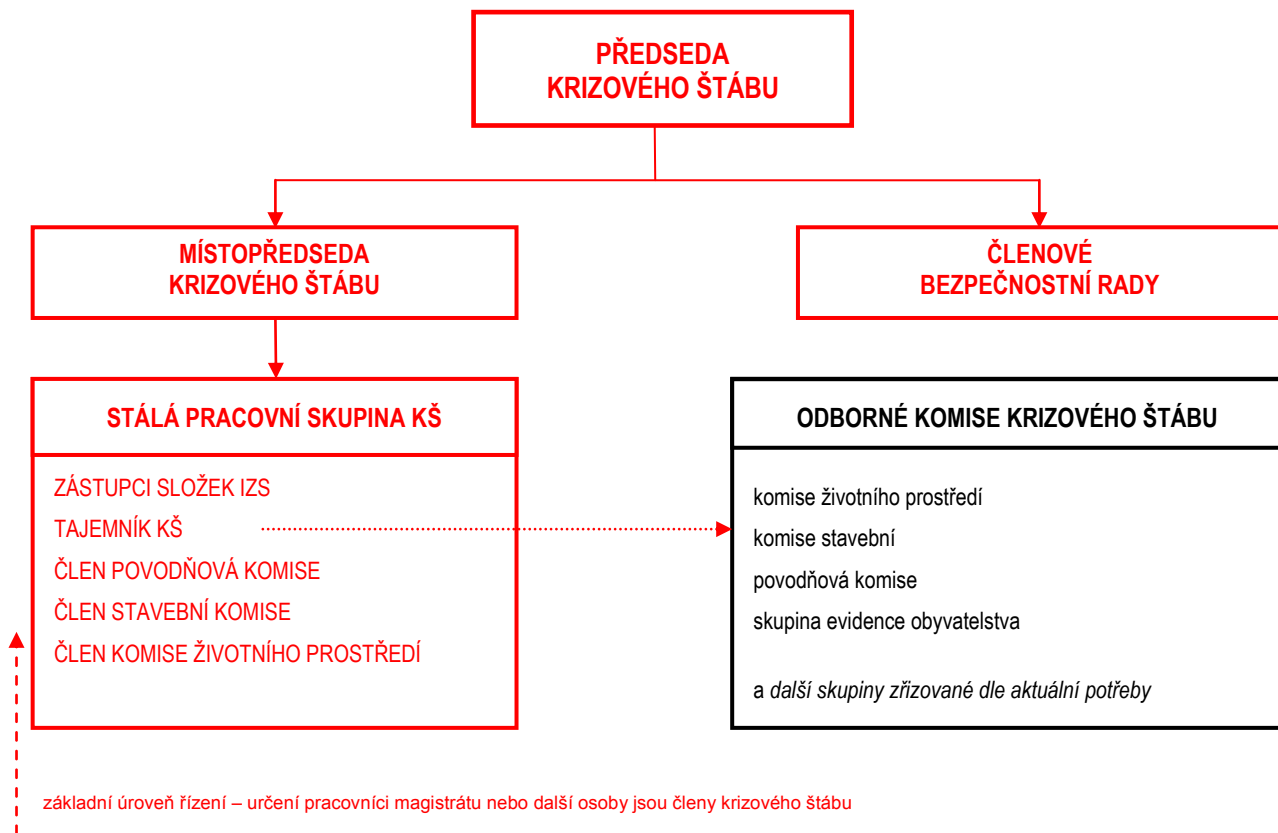 PŘEDSEDA
KRIZOVÉHO ŠTÁBU
MÍSTOPŘEDSEDA
KRIZOVÉHO ŠTÁBU
ČLENOVÉ
BEZPEČNOSTNÍ RADY
STÁLÁ PRACOVNÍ SKUPINA KŠ
ZÁSTUPCI SLOŽEK IZS
TAJEMNÍK KŠ
ČLEN POVODŇOVÁ KOMISE
ČLEN STAVEBNÍ KOMISE
ČLEN KOMISE ŽIVOTNÍHO PROSTŘEDÍ
ODBORNÉ KOMISE KRIZOVÉHO ŠTÁBU
komise životního prostředí
komise stavební
povodňová komise
skupina evidence obyvatelstva
a další skupiny zřizované dle aktuální potřeby
základní úroveň řízení – určení pracovníci magistrátu nebo další osoby jsou členy krizového štábu